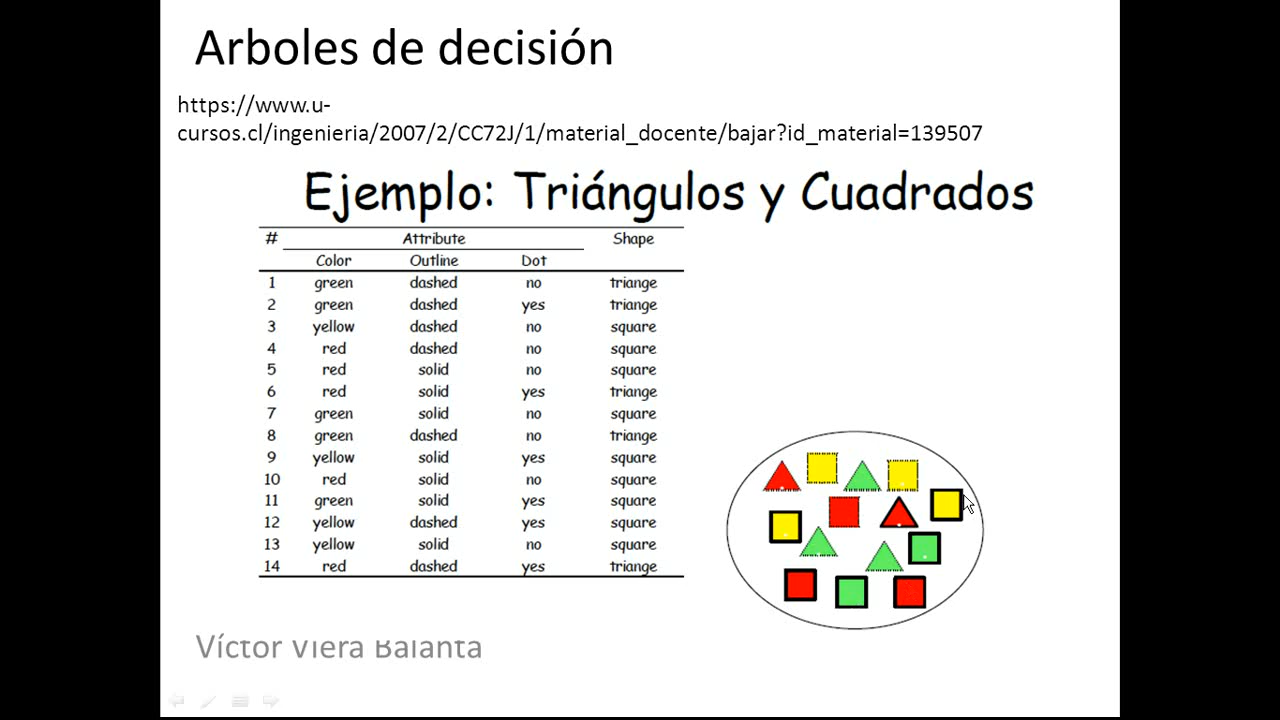 Arboles de decisión
https://www.u-
cursos.cl/ingenieria/2007/2/CC72J/1/material_docente/bajar?id_material=139507
Ejemplo: Triángulos y Cuadrados
# Attribute Shape
Color Outline Dot
1 green dashed no triange
2 green dashed yes triange
3 yellow dashed no square
4 red dashed no square
5 red solid no square
6 red solid yes triange
7 green solid no square
8 green dashed no triange
9 yellow solid yes square
10 red solid no square
11 green solid yes square
12 yellow dashed yes square
13 yellow solid no square
14 red dashed yes triange
Víctor Viera Balanta